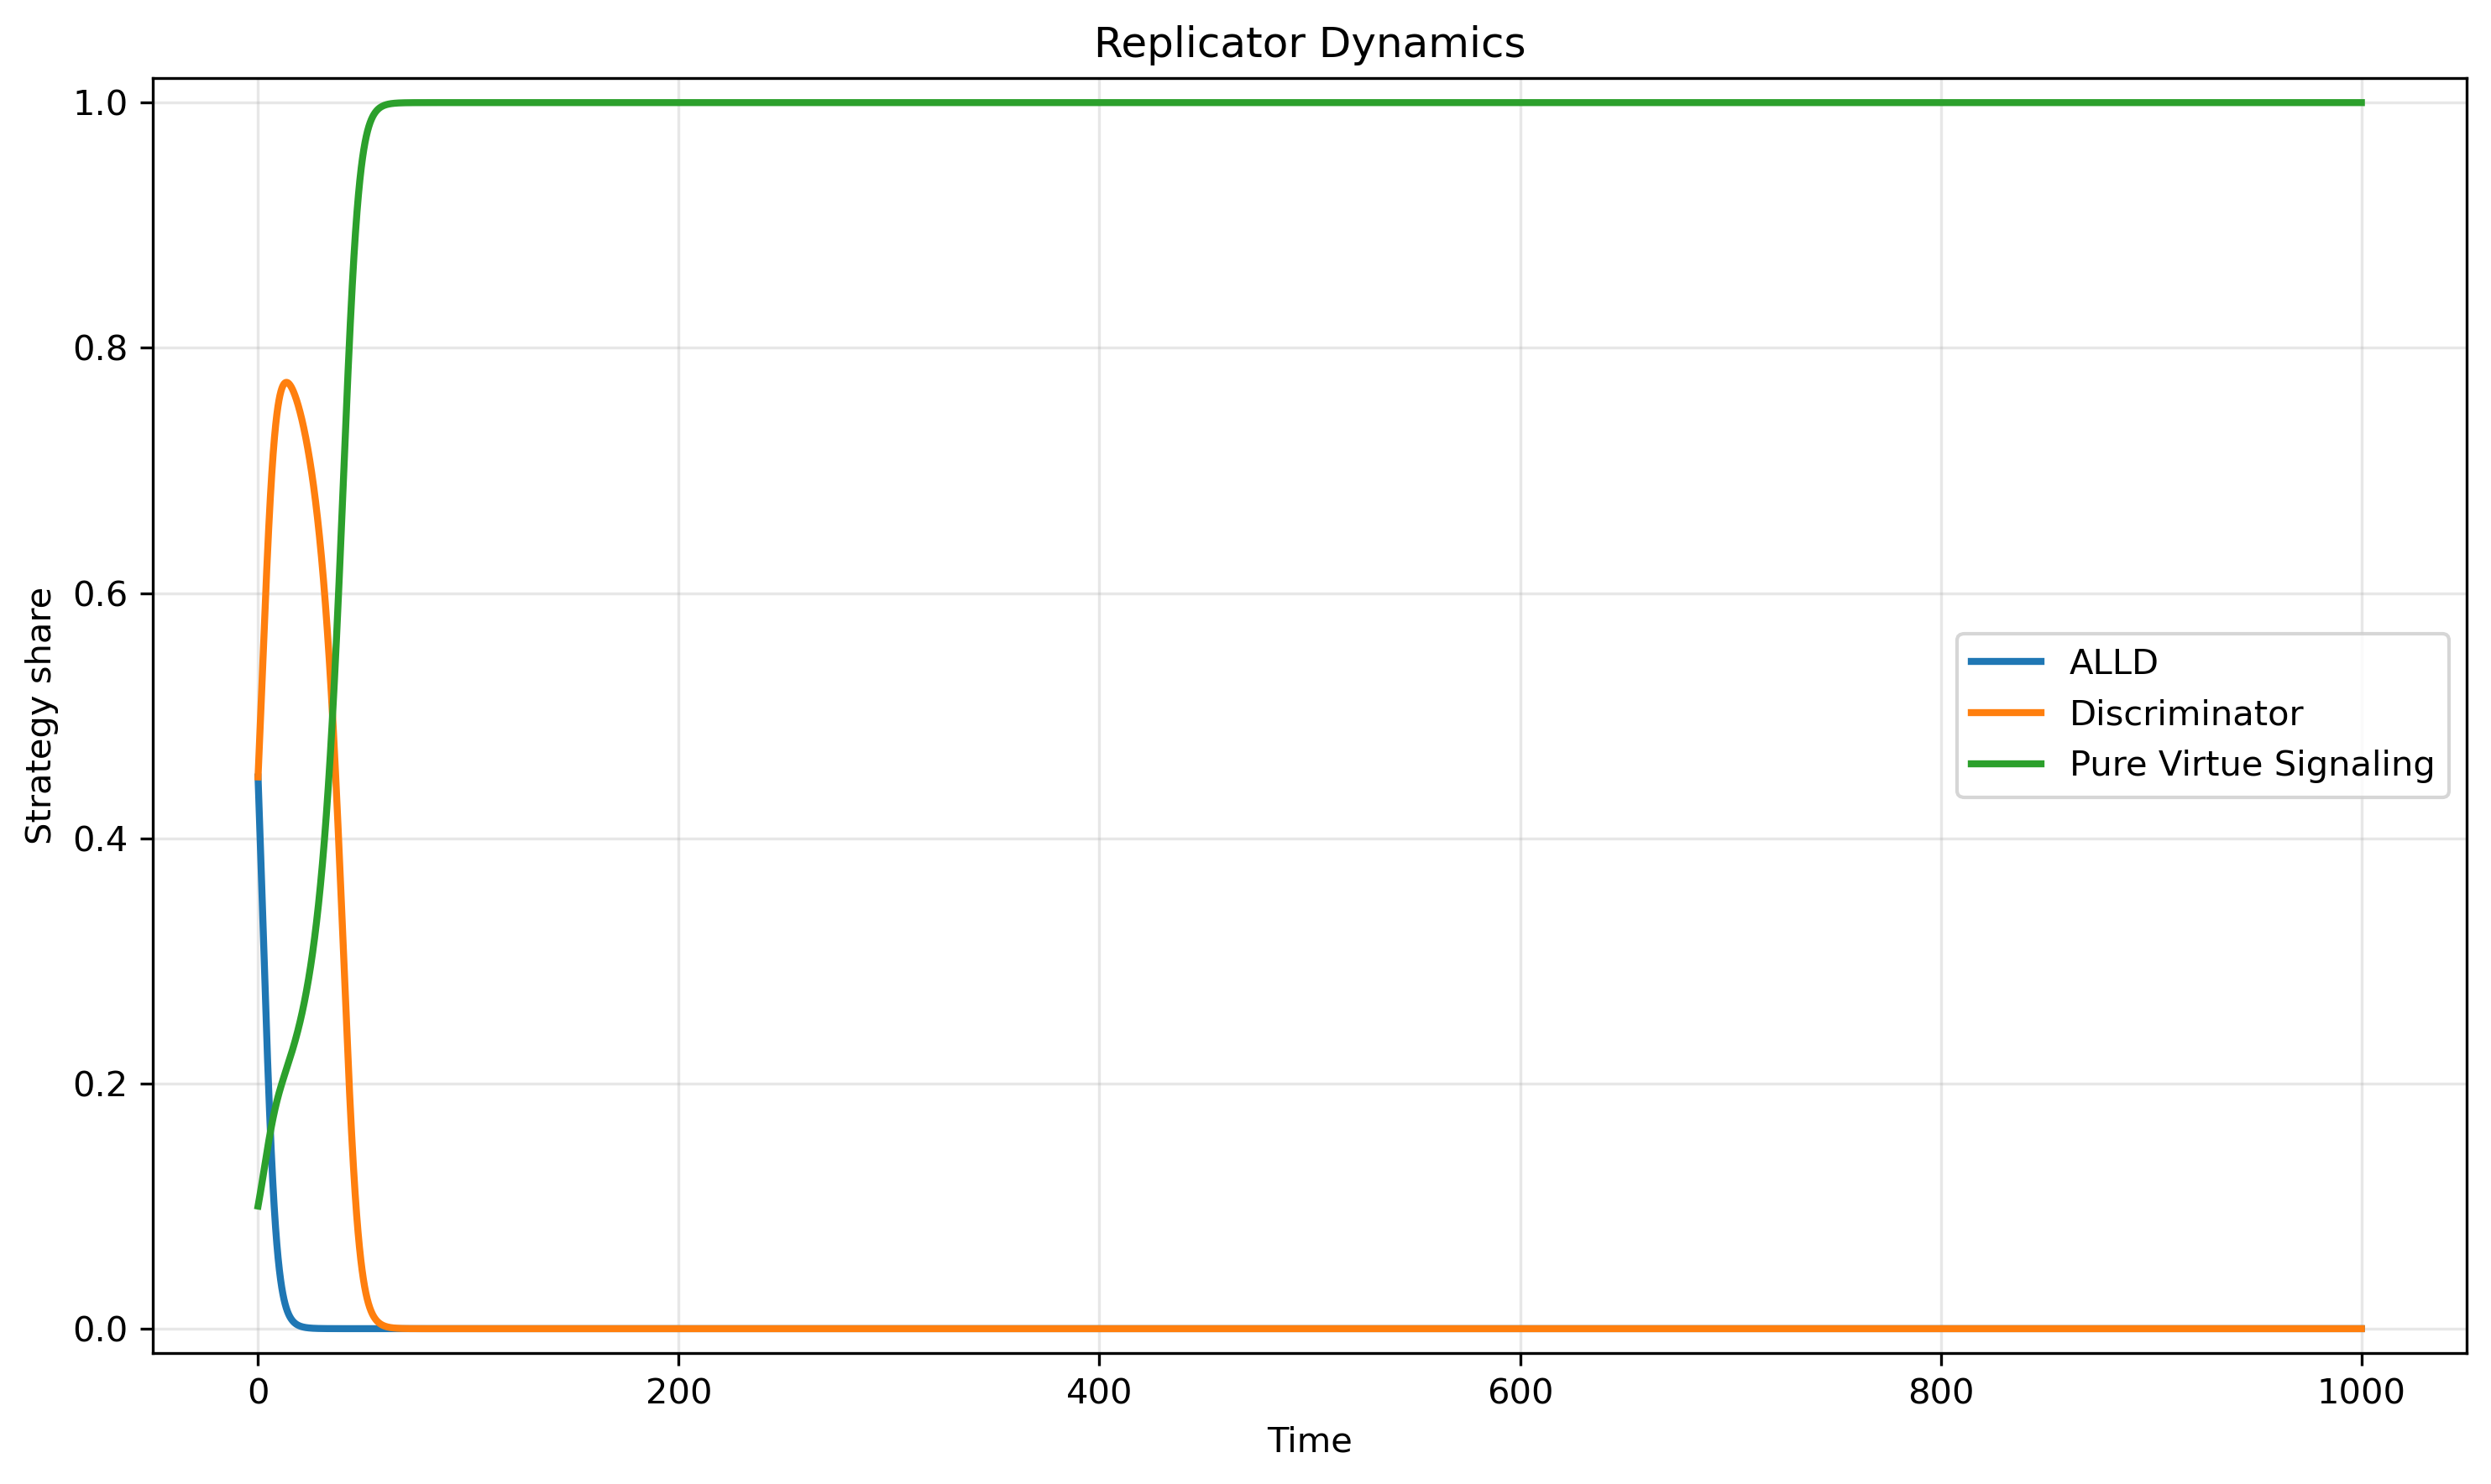 Replicator Dynamics
1.0
0.8
0.6
0.4
0.2
0.0
Strategy share
ALLD
Discriminator
Pure Virtue Signaling
0
200
400
600
800
1000
Time